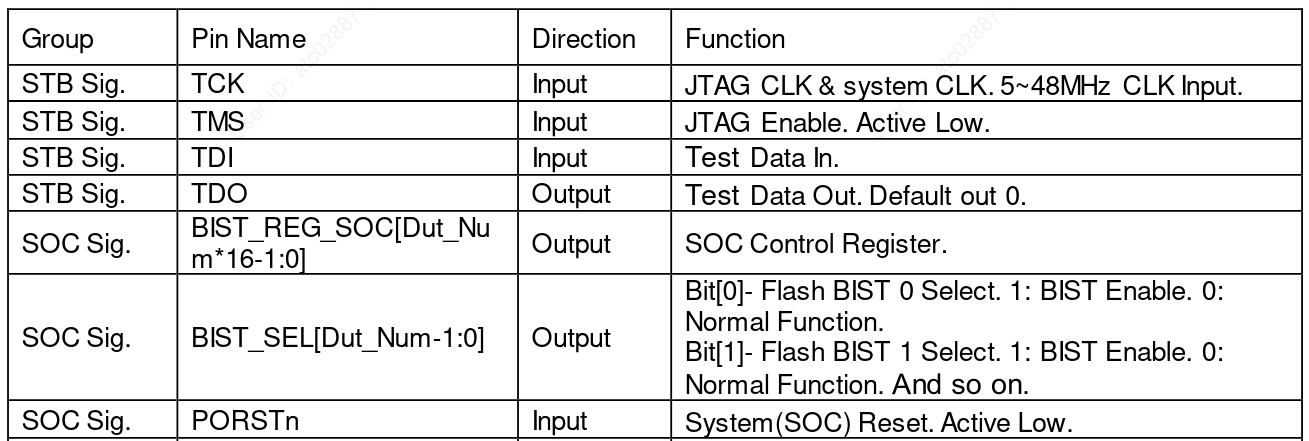 Group Pin Name Direction Function
STB Sig. TCK Input JTAG CLK & system CLK. 5~48MHz CLK Input.
STB Sig. TMS Input JTAG Enable. Active Low.
STB Sig. TDI Input Test Data In.
STB Sig. TDO Output Test Data Out. Default out 0.
SOC Sig. BIST_REG_SOC[Dut_Nu
m*16-1:0] Output SOC Control Register.
SOC Sig. BIST_SEL[Dut_Num-1:0] Output Bit[0]- Flash BIST 0 Select. 1: BIST Enable. 0:
Normal Function.
Bit[1]- Flash BIST 1 Select. 1: BIST Enable. 0:
Normal Function. And so on.
SOC Sig. PORSTn Input System(SOC) Reset. Active Low.